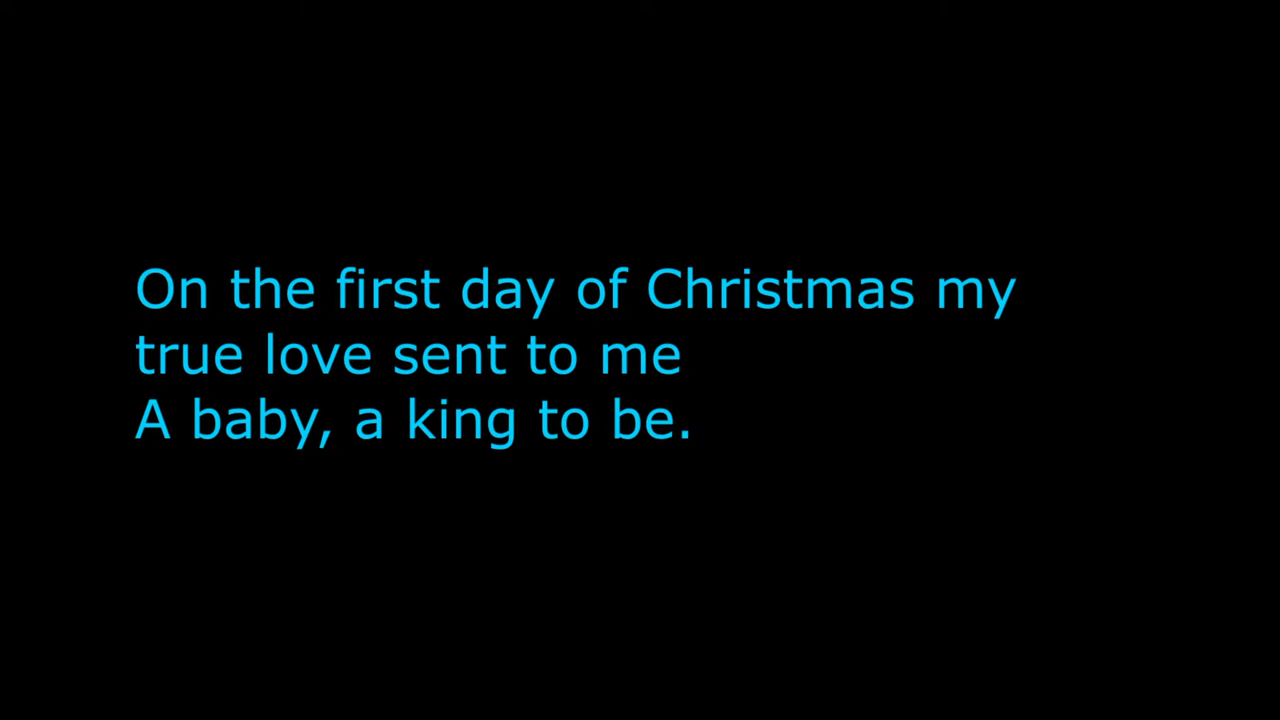 On the first day of Christmas my
true love sent to me
A baby, a king to be.